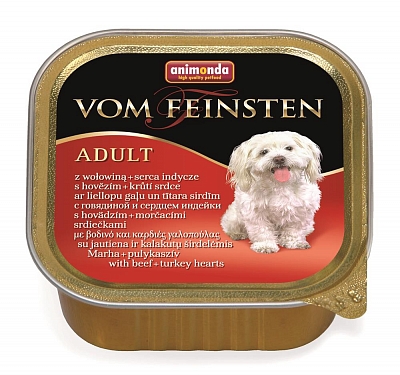 animonda
high quality petfood
VOM FEINSTEN
ADULT
z wołowiną+serca indycze
s hovězím+krůtí srdce
ar liellopu gaļu un tītara sirdīm
с говядиной и сердцем индейки
s hovädzím+morčacími
srdiečkami
με βοδινό και καρδιές γαλοπούλας
su jautiena ir kalakutų širdelėmis
Marha+pulykaszív
with beef+turkey hearts